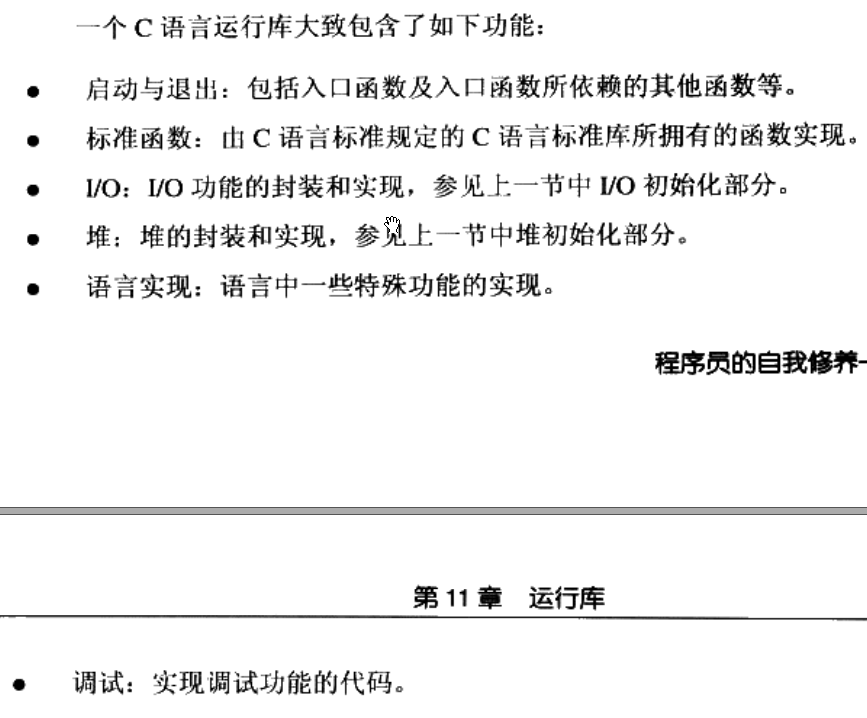 一个 C 语言运行库大致包含了如下功能：
● 启动与退出：包括入口函数及入口函数所依赖的其他函数等。
● 标准函数：由 C 语言标准规定的 C 语言标准库所拥有的函数实现。
● I/O：I/O 功能的封装和实现，参见上一节中 I/O 初始化部分。
● 堆：堆的封装和实现，参见上一节中堆初始化部分。
● 语言实现：语言中一些特殊功能的实现。
程序员的自我修养-
第 11 章 运行库
● 调试：实现调试功能的代码。